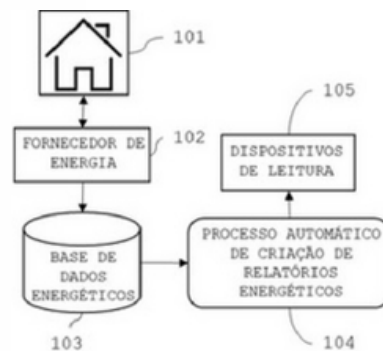 101
FORNECEDOR DE
ENERGIA
102
BASE DE
DADOS
ENERGÉTICOS
103
105
DISPOSITIVOS
DE LEITURA
PROCESSO AUTOMÁTICO
DE CRIAÇÃO DE
RELATÓRIOS
ENERGÉTICOS
104